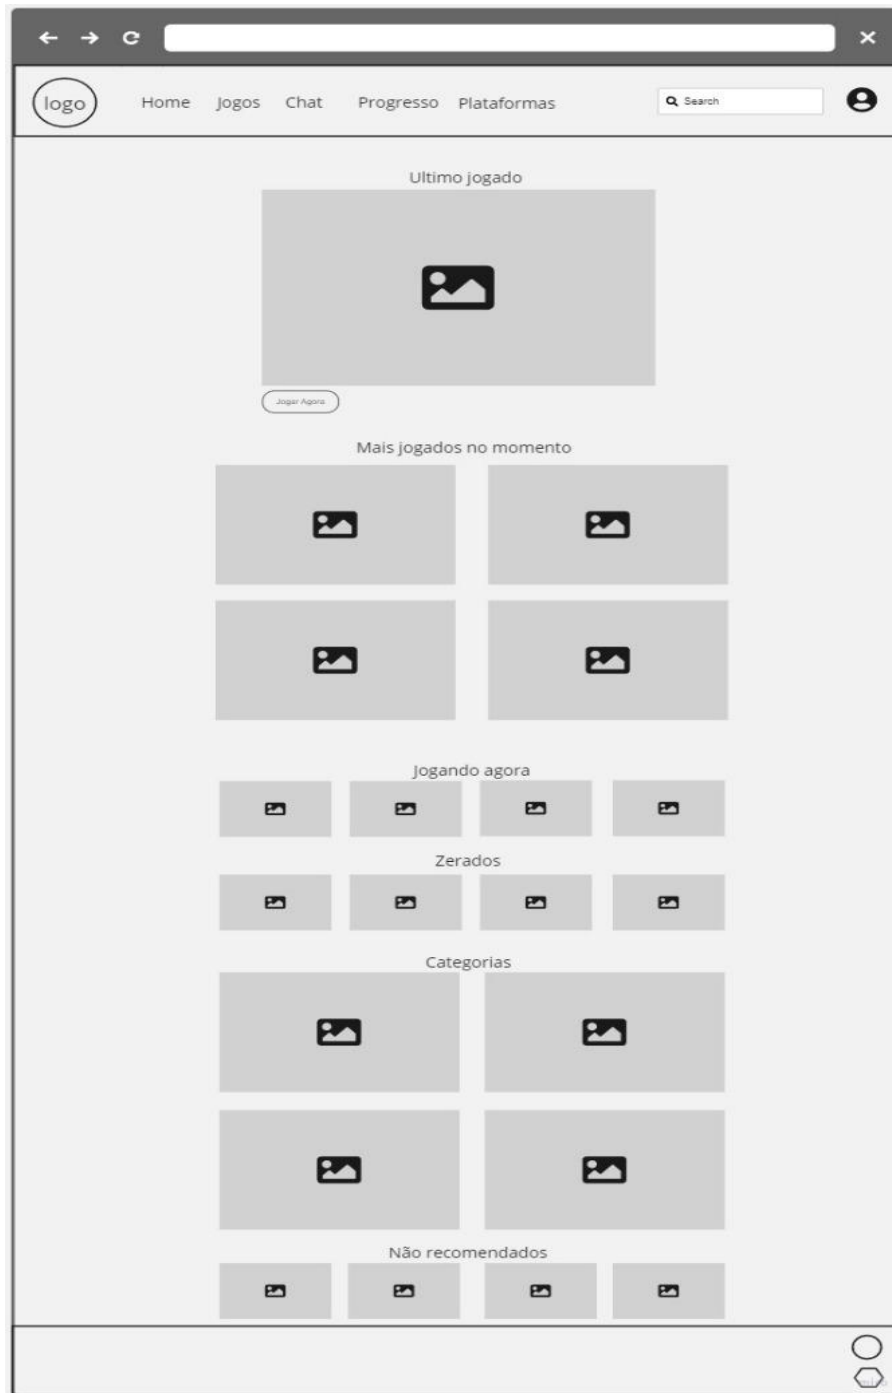 logo
Home Jogos Chat Progresso Plataformas
Search
Ultimo jogado
Jogar Agora
Mais jogados no momento
Jogando agora
Zerados
Categorias
Não recomendados